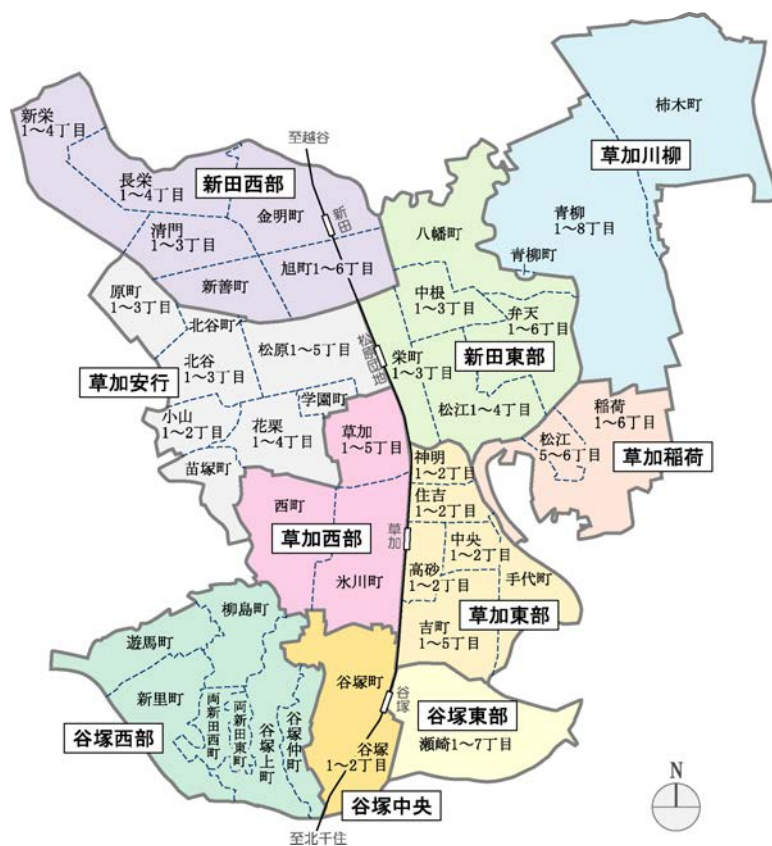 至越谷
新栄
1～4丁目
長栄
1～4丁目
新田西部
金明町
新田
清門
1～3丁目
新善町
旭町1～6丁目
柿木町
草加川柳
青柳
1～8丁目
青柳町
八幡町
中根
1～3丁目
弁天
1～6丁目
栄町
1～3丁目
新田東部
松江1～4丁目
原町
1～3丁目
北谷町
北谷
1～3丁目
松原1～5丁目
松原団地
草加安行
学園町
小山
1～2丁目
花栗
1～4丁目
苗塚町
稲荷
1～6丁目
松江
5～6丁目
草加稲荷
草加
1～5丁目
西町
草加西部
氷川町
神明
1～2丁目
住吉
1～2丁目
草加
中央
1～2丁目
高砂
1～2丁目
手代町
草加東部
吉町
1～5丁目
柳島町
遊馬町
新里町
両新田西町
両新田東町
谷塚上町
谷塚仲町
谷塚西部
谷塚町
谷塚
谷塚
1～2丁目
谷塚中央
谷塚東部
瀬崎1～7丁目
至北千住
N